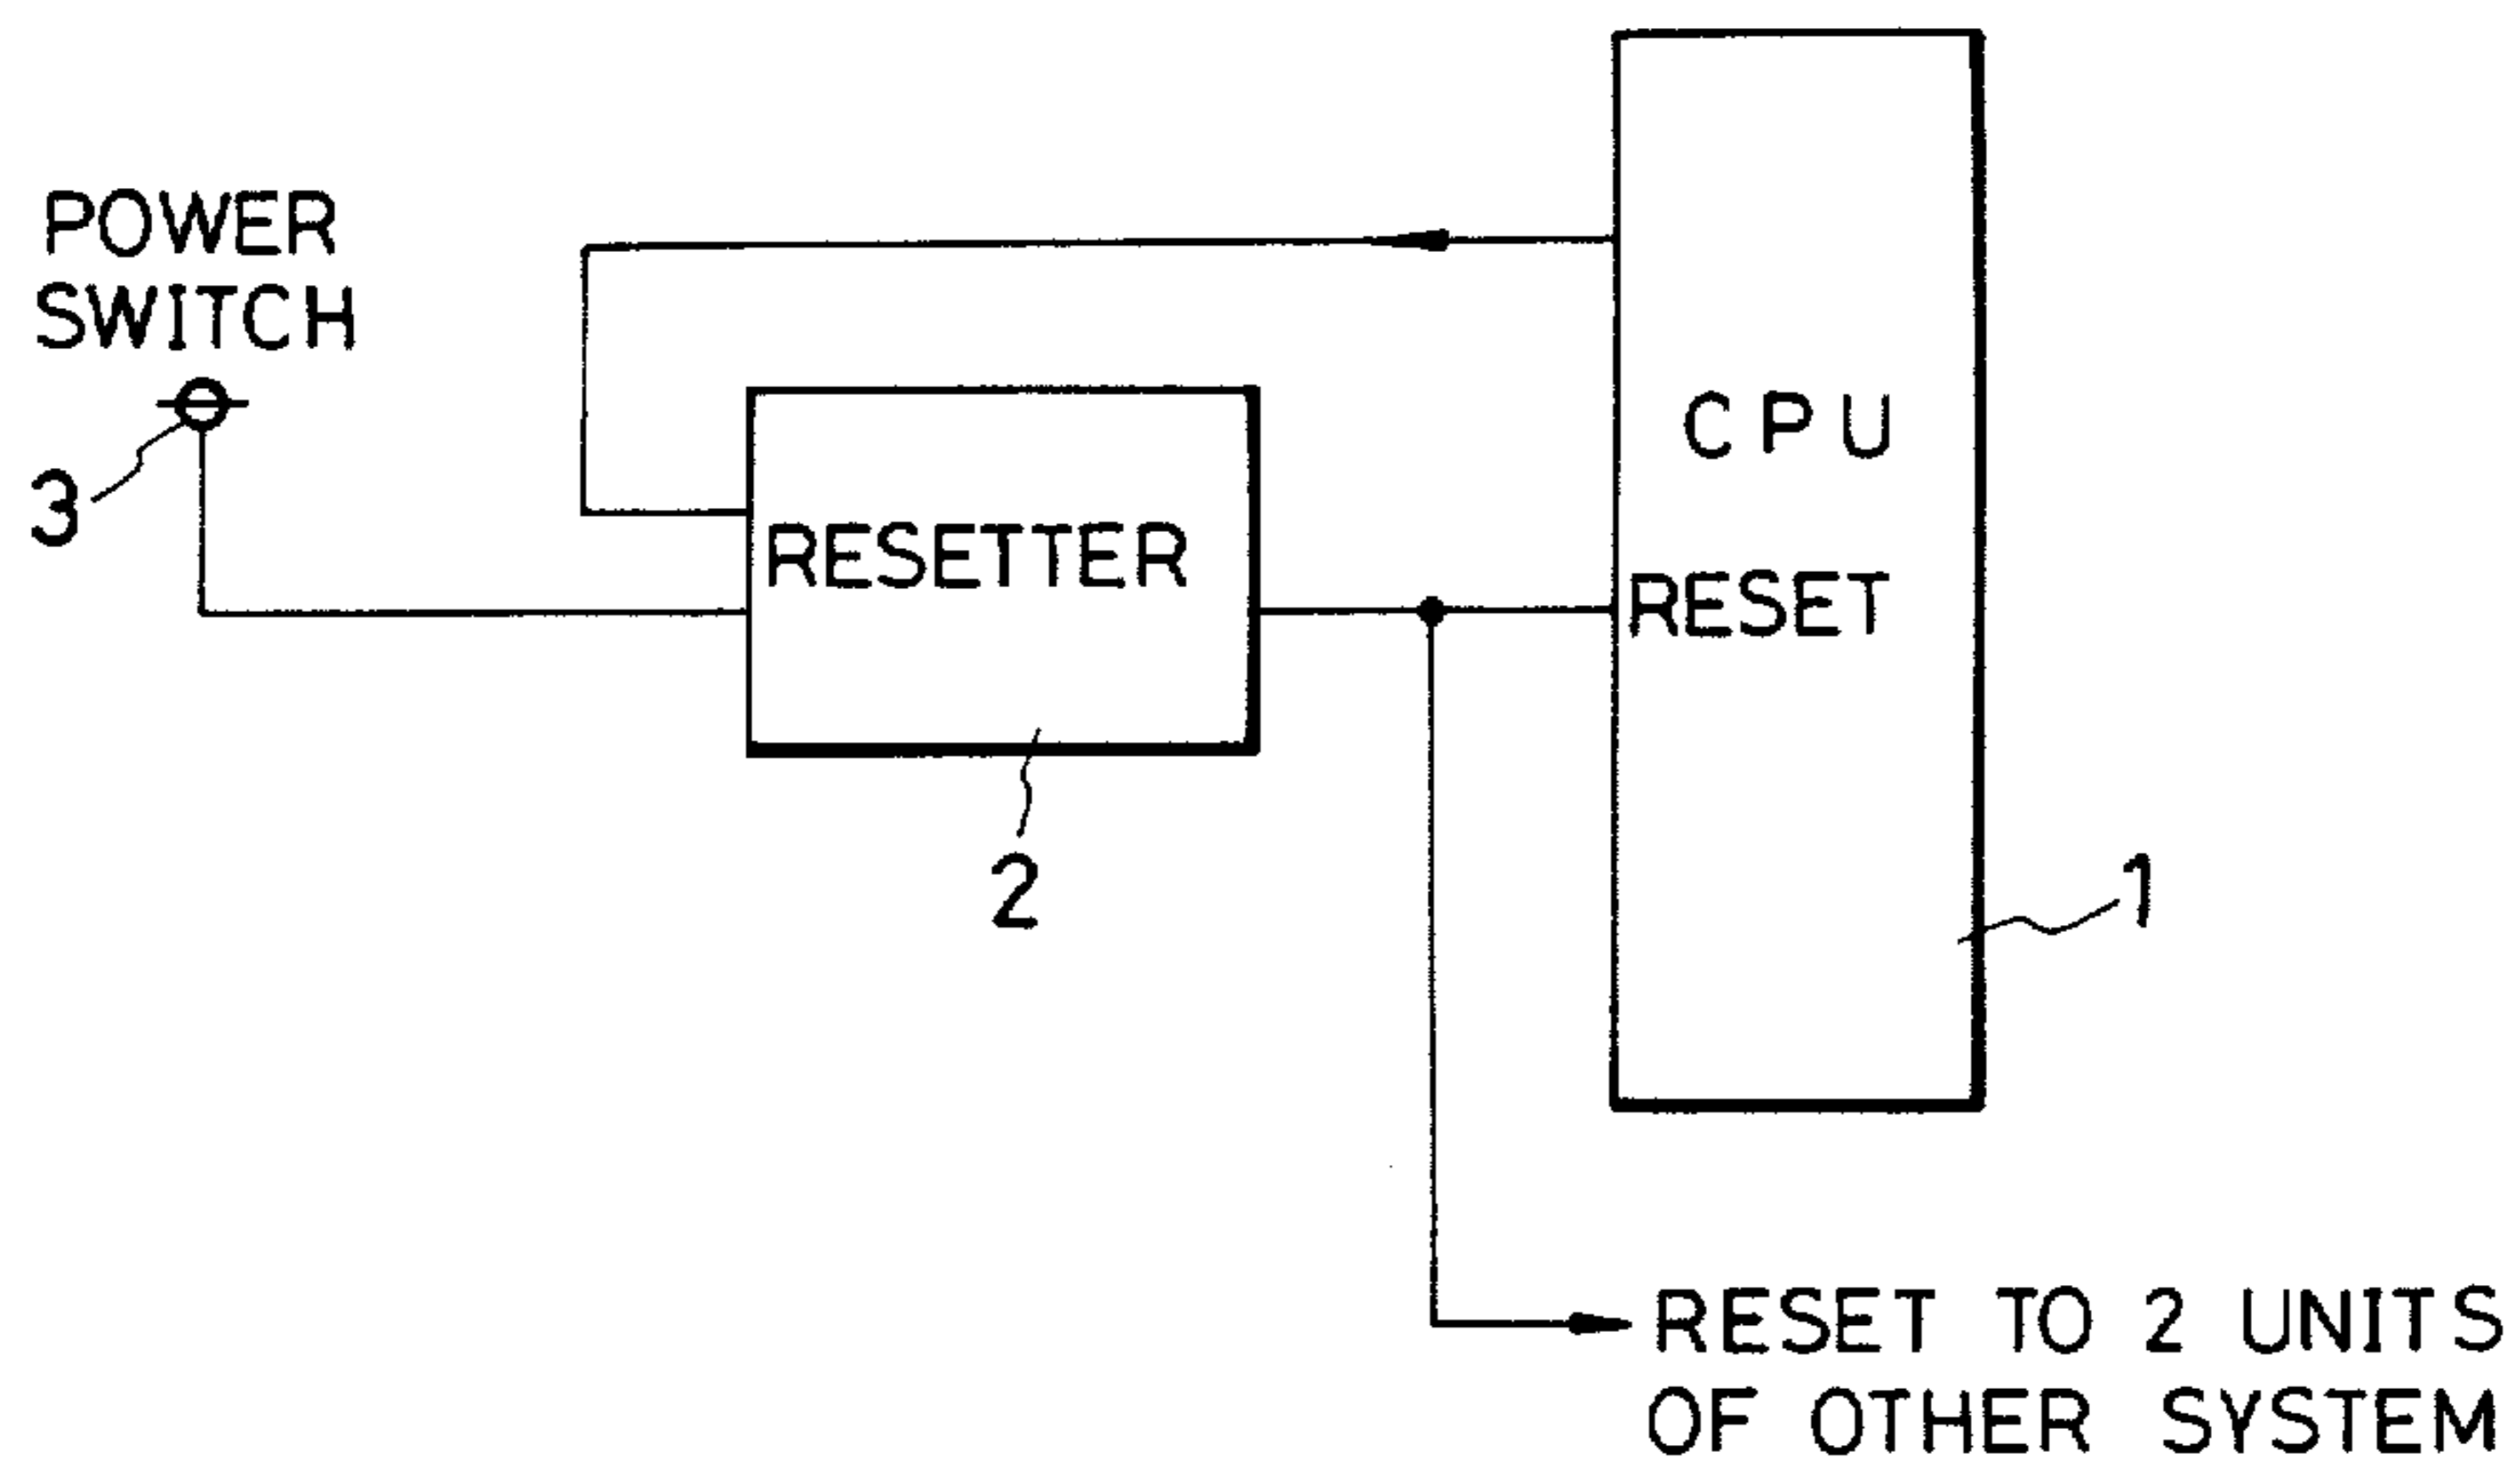 POWER
SWITCH
3
RESETTER
2
CPU
RESET
1
RESET TO 2 UNITS
OF OTHER SYSTEM